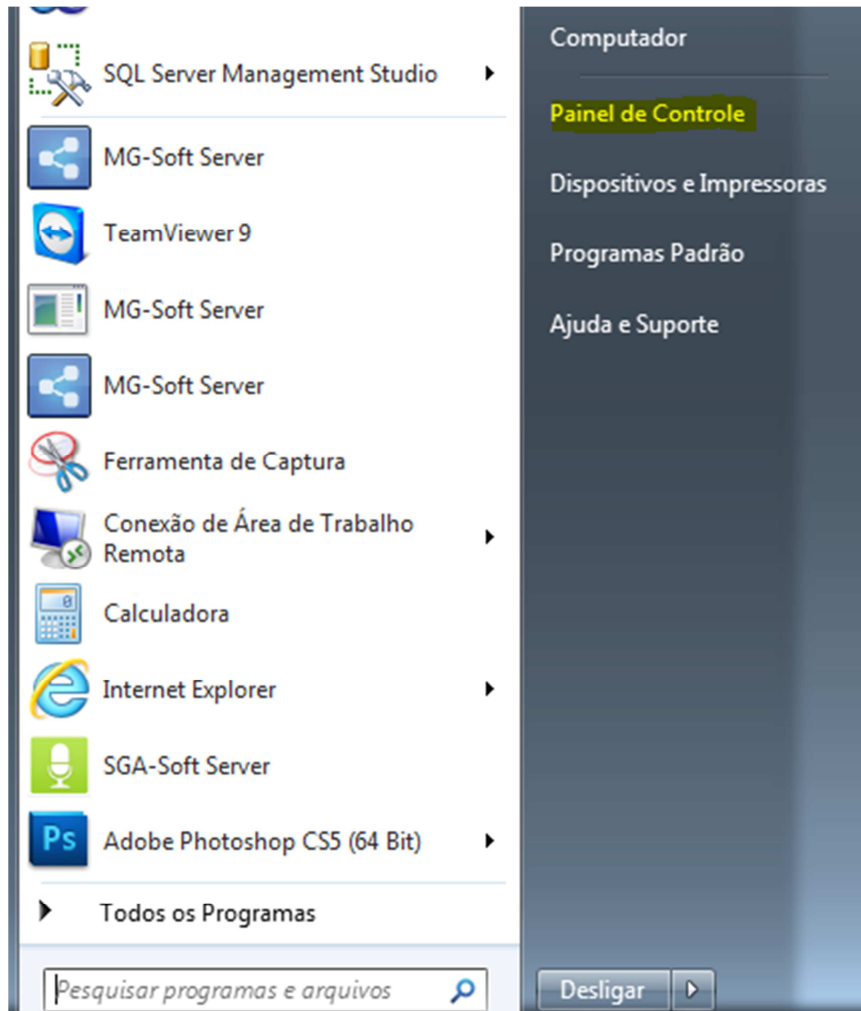 SQL Server Management Studio
MG-Soft Server
TeamViewer 9
MG-Soft Server
MG-Soft Server
Ferramenta de Captura
Conexão de Área de Trabalho
Remota
Calculadora
Internet Explorer
SGA-Soft Server
Ps
Adobe Photoshop CS5 (64 Bit)
Todos os Programas
Pesquisar programas e arquivos
Computador
Painel de Controle
Dispositivos e Impressoras
Programas Padrão
Ajuda e Suporte
Desligar